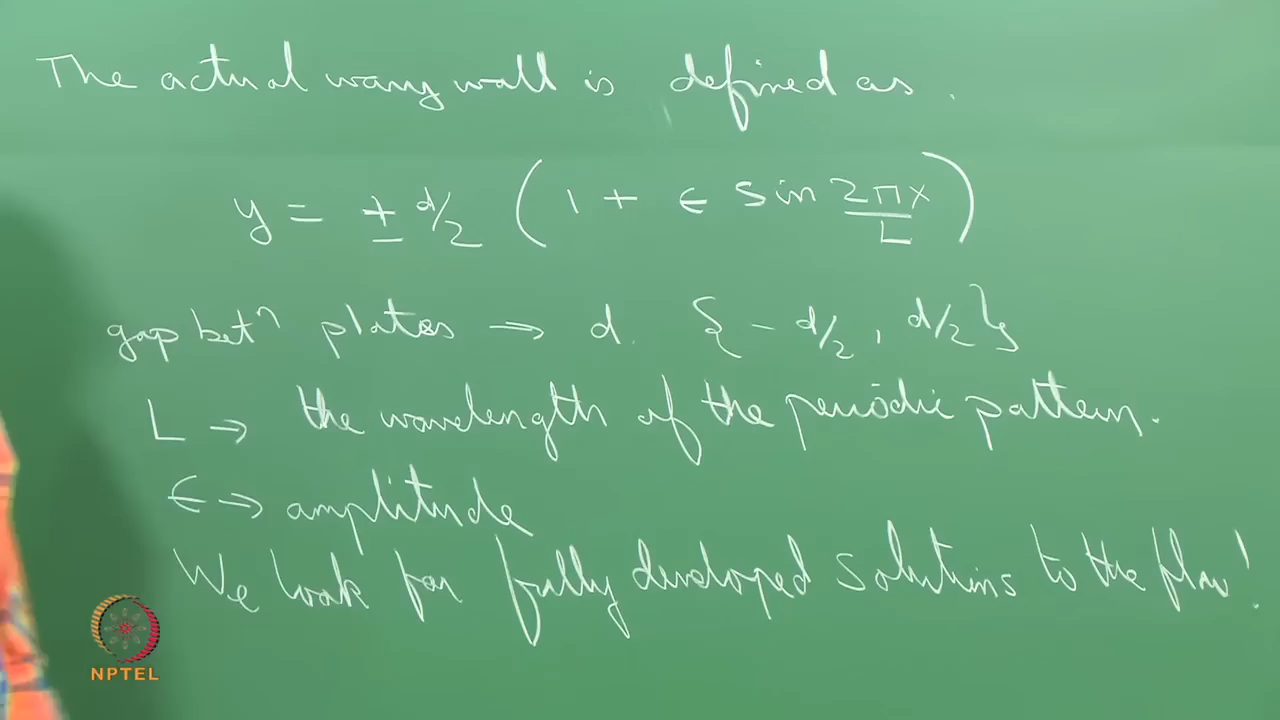 The actual wavy wall is defined as.
y = ± d/2 ( 1 + ϵ sin 2πx/L )
gap betⁿ plates → d. {- d/2, d/2}
L → the wavelength of the periodic pattern.
ϵ → amplitude
We look for fully developed solutions to the flow!
NPTEL